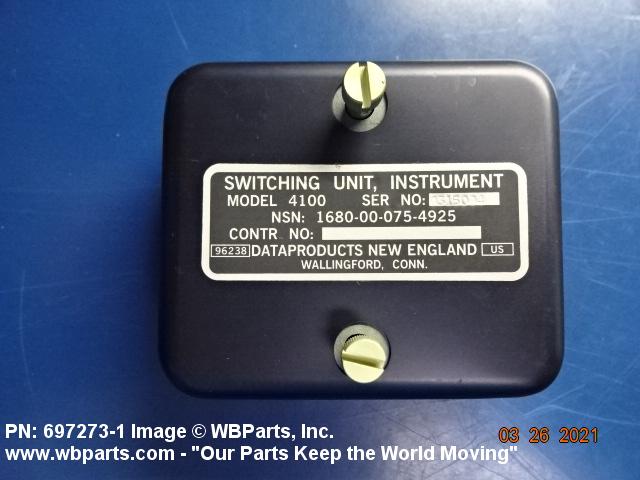 SWITCHING UNIT, INSTRUMENT
MODEL 4100 SER NO:
NSN: 1680-00-075-4925
CONTR NO:
96238 DATAPRODUCTS NEW ENGLAND US
WALLINGFORD, CONN.
PN: 697273-1 Image © WBParts, Inc.
03 26 2021
www.wbparts.com - "Our Parts Keep the World Moving"